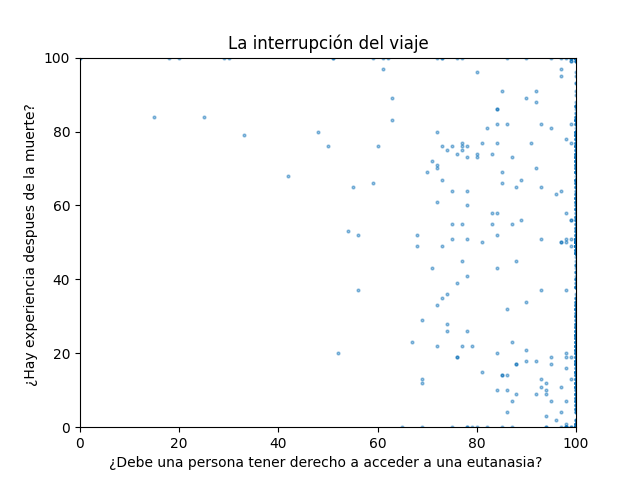 La interrupción del viaje
¿Hay experiencia despues de la muerte?
100
80
60
40
20
0
0 20 40 60 80 100
¿Debe una persona tener derecho a acceder a una eutanasia?